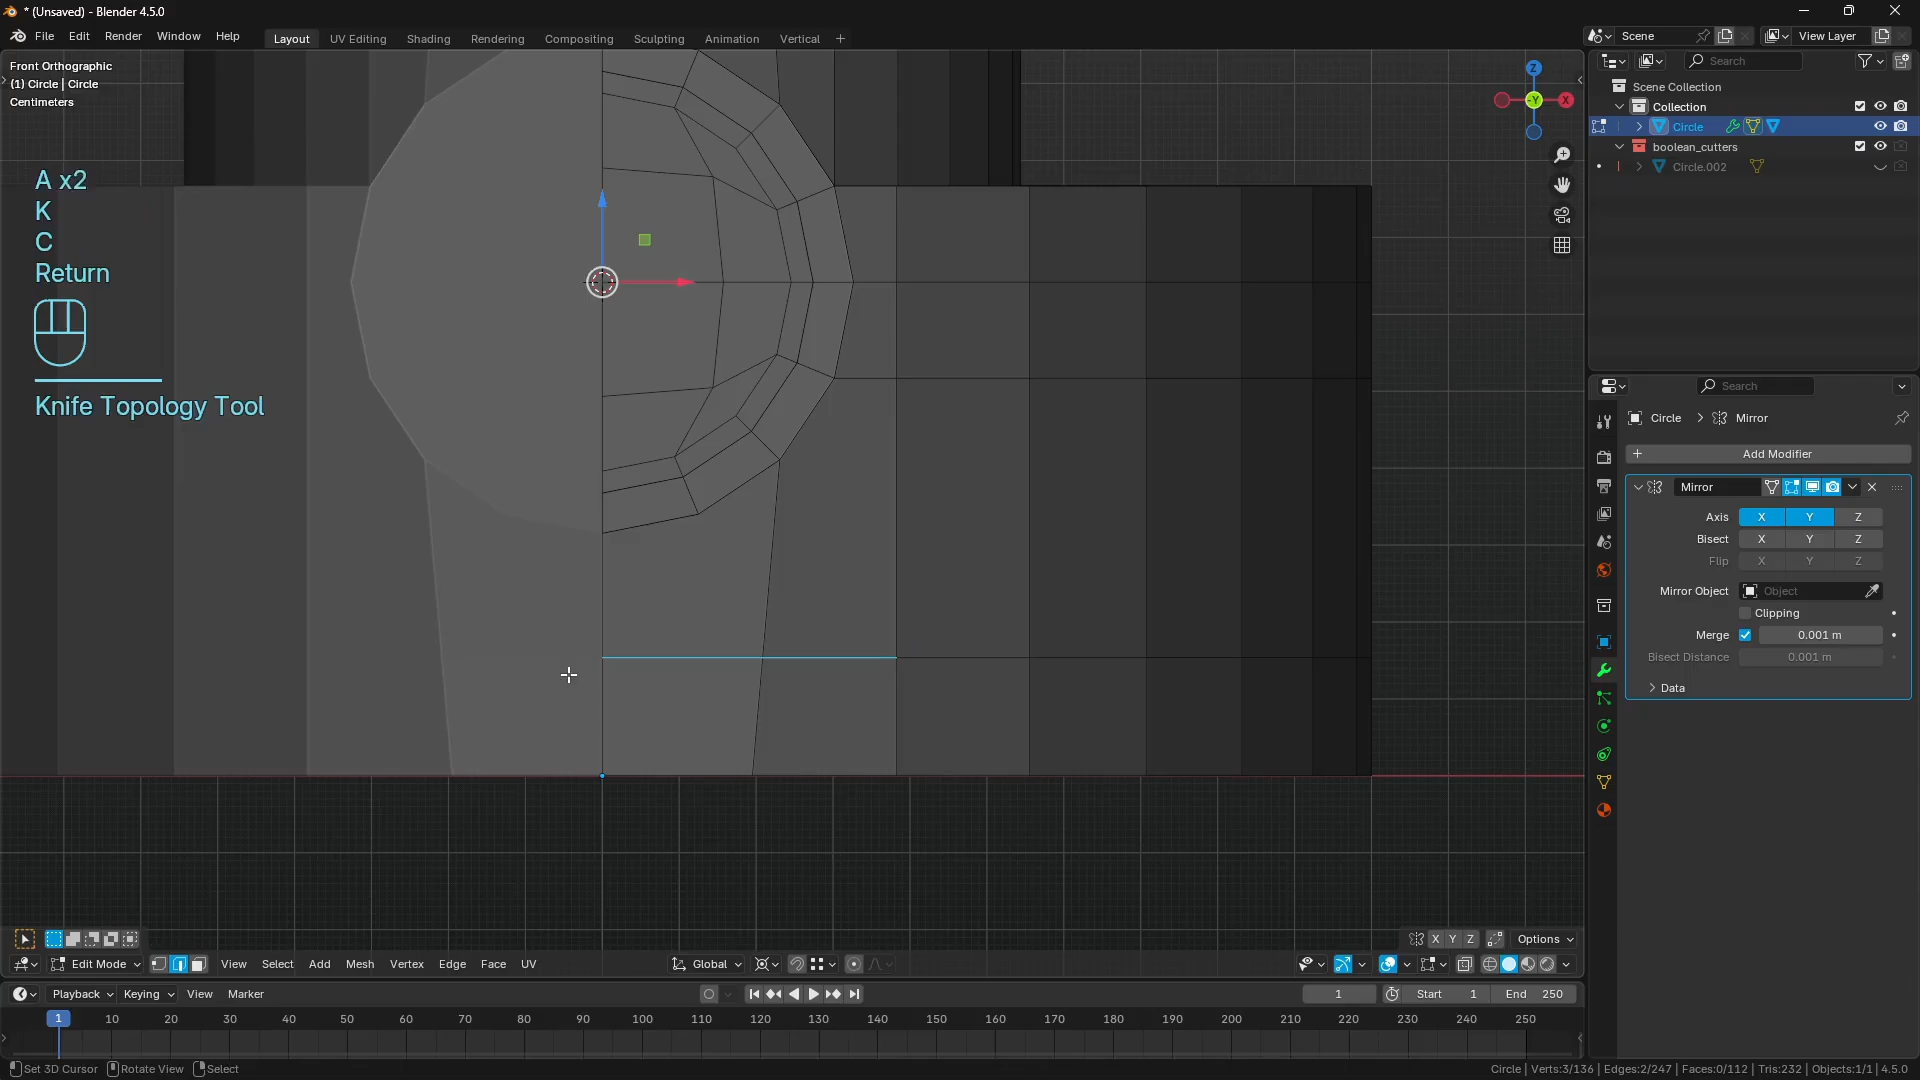 * (Unsaved) - Blender 4.5.0
File Edit Render Window Help Layout UV Editing Shading Rendering Compositing Sculpting Animation Vertical +
Scene View Layer
Front Orthographic
(1) Circle | Circle
Centimeters
A x2
K
C
Return
Knife Topology Tool
Z
X
-Y
Search
Scene Collection
Collection
Circle
boolean_cutters
Circle.002
Search
Circle > Mirror
+ Add Modifier
Mirror
Axis X Y Z
Bisect X Y Z
Flip X Y Z
Mirror Object Object
Clipping
Merge 0.001 m
Bisect Distance 0.001 m
Data
X Y Z Options
Edit Mode View Select Add Mesh Vertex Edge Face UV Global
Playback Keying View Marker 1 Start 1 End 250
1 10 20 30 40 50 60 70 80 90 100 110 120 130 140 150 160 170 180 190 200 210 220 230 240 250
Set 3D Cursor Rotate View Select Circle | Verts:3/136 | Edges:2/247 | Faces:0/112 | Tris:232 | Objects:1/1 | 4.5.0